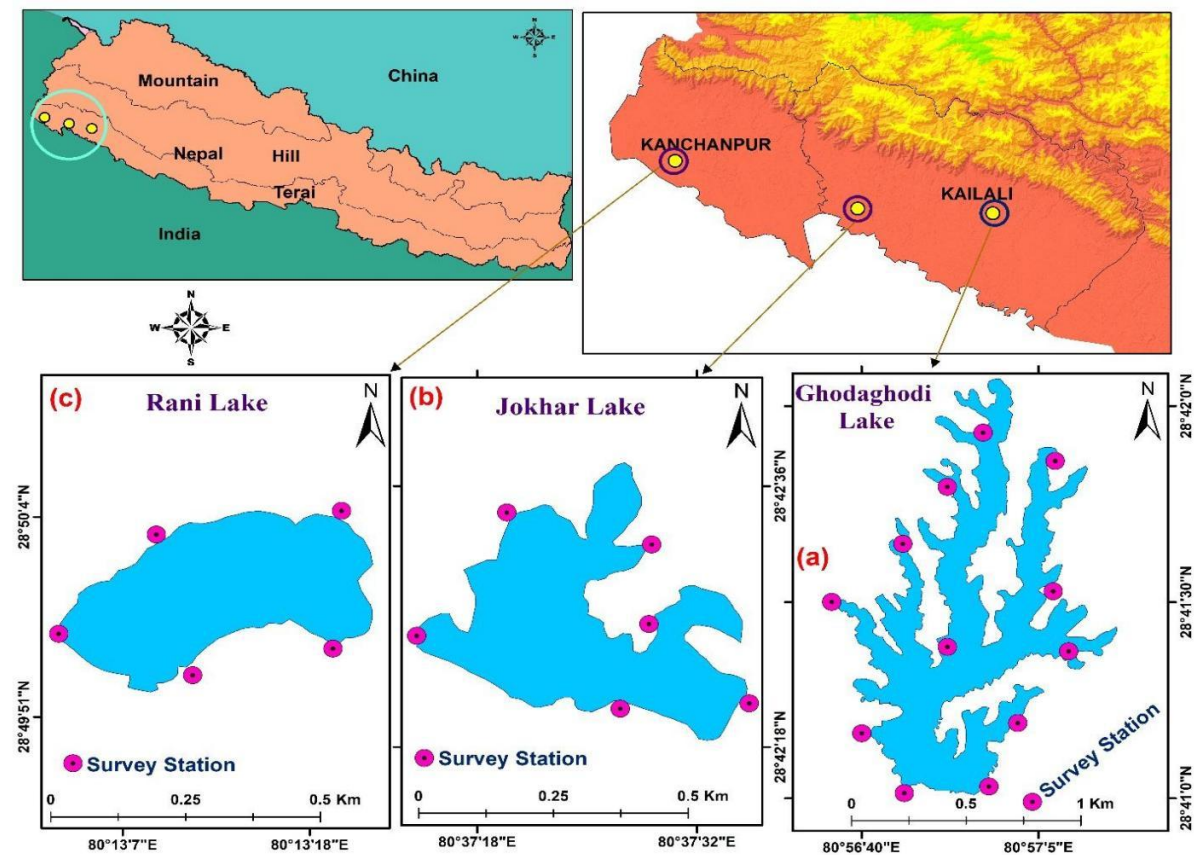 N
W E
S
Mountain
China
Nepal
Hill
Terai
India
KANCHANPUR
KAILALI
N
W E
S
(c)
Rani Lake
N
28°50'4"N
28°49'51"N
Survey Station
0 0.25 0.5 Km
80°13'7"E 80°13'18"E
(b)
Jokhar Lake
N
28°42'36"N
28°42'18"N
Survey Station
0 0.25 0.5 Km
80°37'18"E 80°37'32"E
Ghodaghodi
Lake
N
(a)
28°42'0"N
28°41'30"N
28°41'0"N
Survey Station
0 0.5 1 Km
80°56'40"E 80°57'5"E